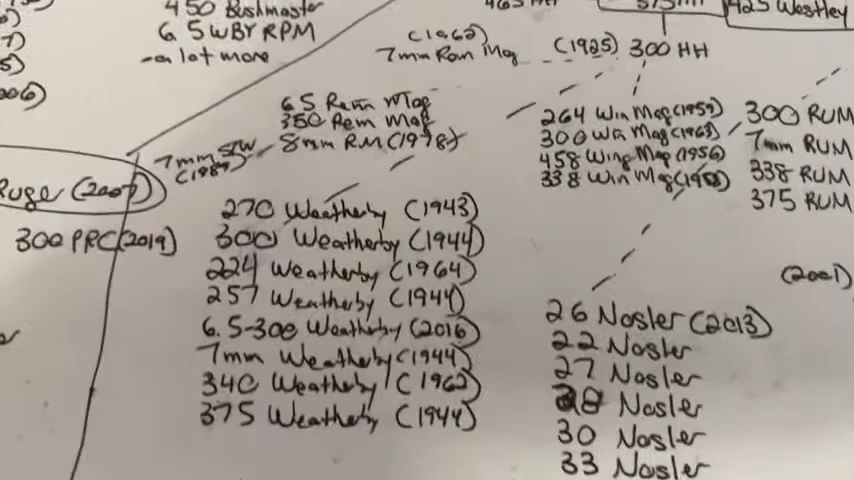 450 Bushmaster
6.5 WBY RPM
- a lot more
006)
Ruge (2007)
300 PRC (2019)
(1962)
7mm Rem Mag
(1925) 300 HH
425 Westley
6.5 Rem Mag
350 Rem Mag
8mm RM (1978)
7mm STW
(1989)
264 Win Mag (1959)
300 Win Mag (1963)
458 Wing Mag (1956)
338 Win Mag (1958)
300 RUM
7mm RUM
338 RUM
375 RUM
270 Weatherby (1943)
300 Weatherby (1944)
224 Weatherby (1964)
257 Weatherby (1944)
6.5-300 Weatherby (2016)
7mm Weatherby (1944)
340 Weatherby (1962)
375 Weatherby (1944)
(2001)
26 Nosler (2013)
22 Nosler
27 Nosler
28 Nosler
30 Nosler
33 Nosler